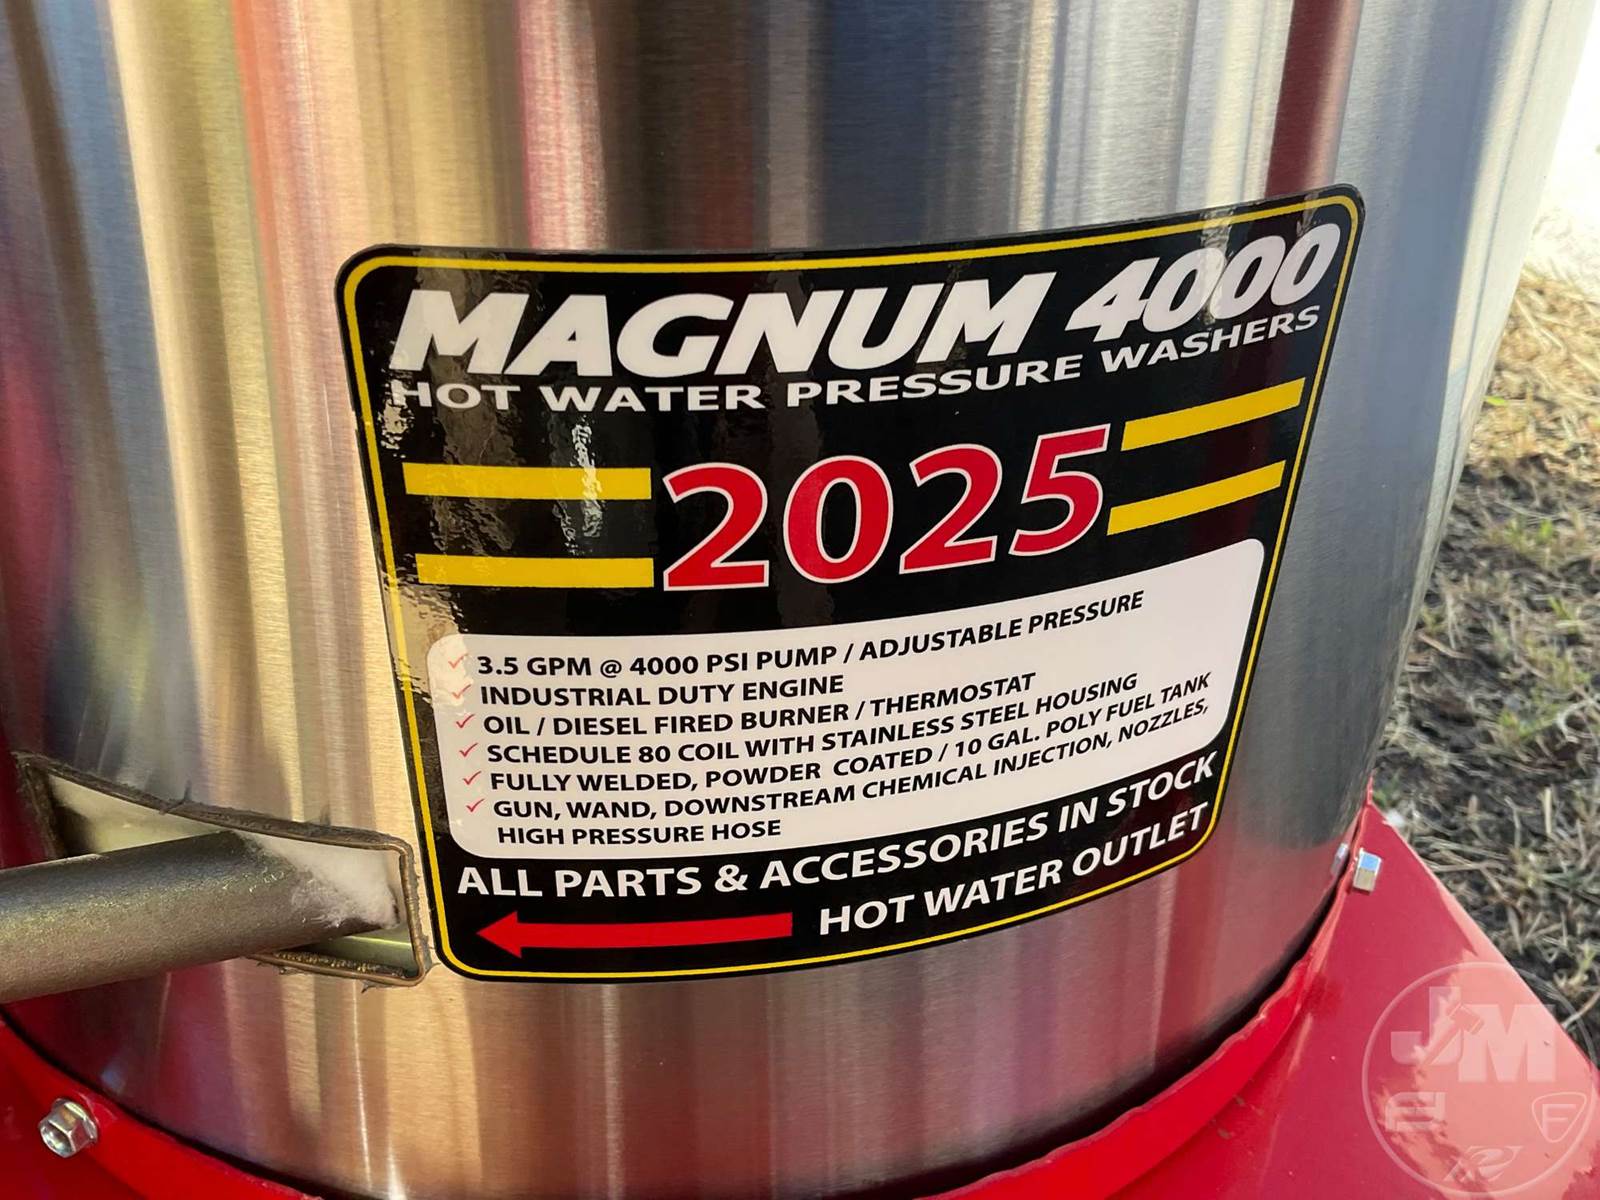 MAGNUM 4000
HOT WATER PRESSURE WASHERS
2025
3.5 GPM @ 4000 PSI PUMP / ADJUSTABLE PRESSURE
INDUSTRIAL DUTY ENGINE
OIL / DIESEL FIRED BURNER / THERMOSTAT
SCHEDULE 80 COIL WITH STAINLESS STEEL HOUSING
FULLY WELDED, POWDER COATED / 10 GAL. POLY FUEL TANK
GUN, WAND, DOWNSTREAM CHEMICAL INJECTION, NOZZLES,
HIGH PRESSURE HOSE
ALL PARTS & ACCESSORIES IN STOCK
HOT WATER OUTLET
JM